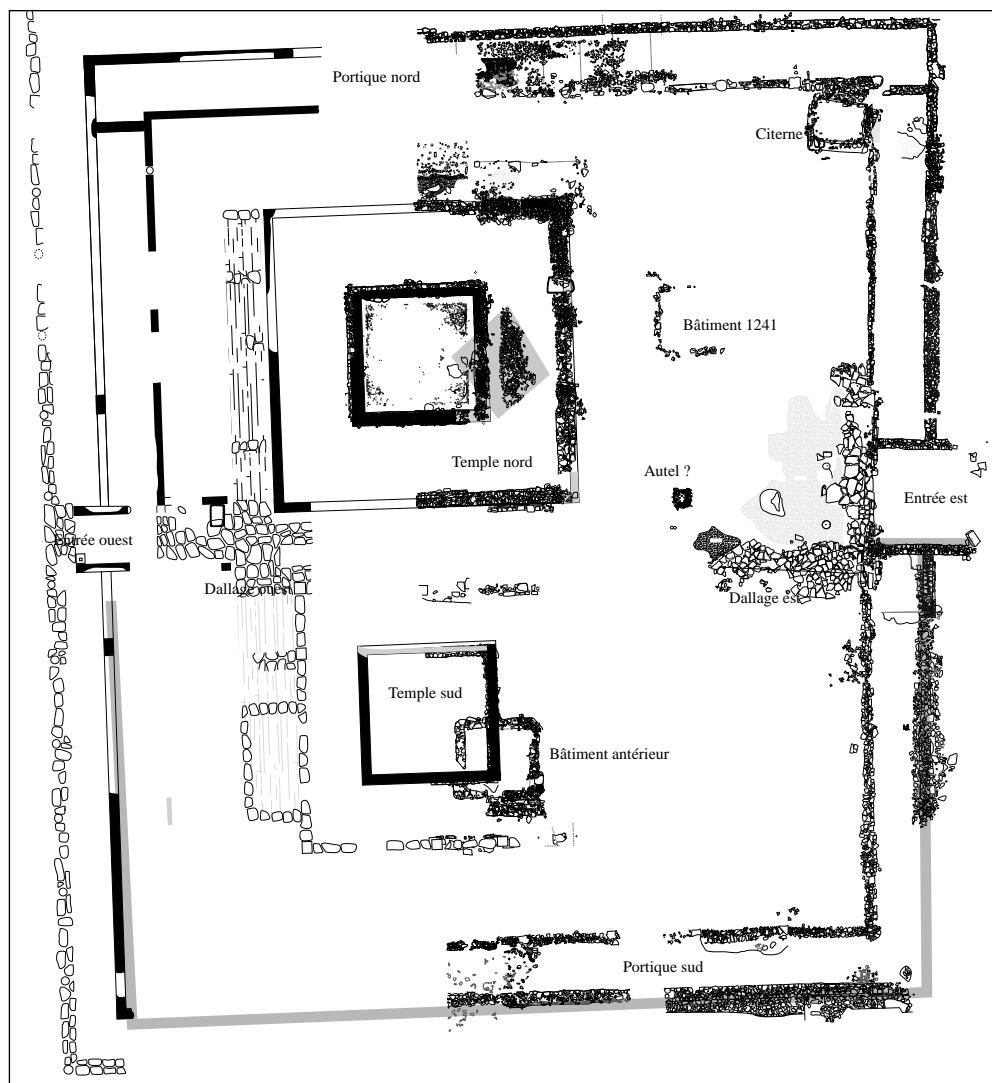 Portique nord
Citerne
Bâtiment 1241
Temple nord
Autel ?
Entrée est
Entrée ouest
Dallage ouest
Dallage est
Temple sud
Bâtiment antérieur
Portique sud